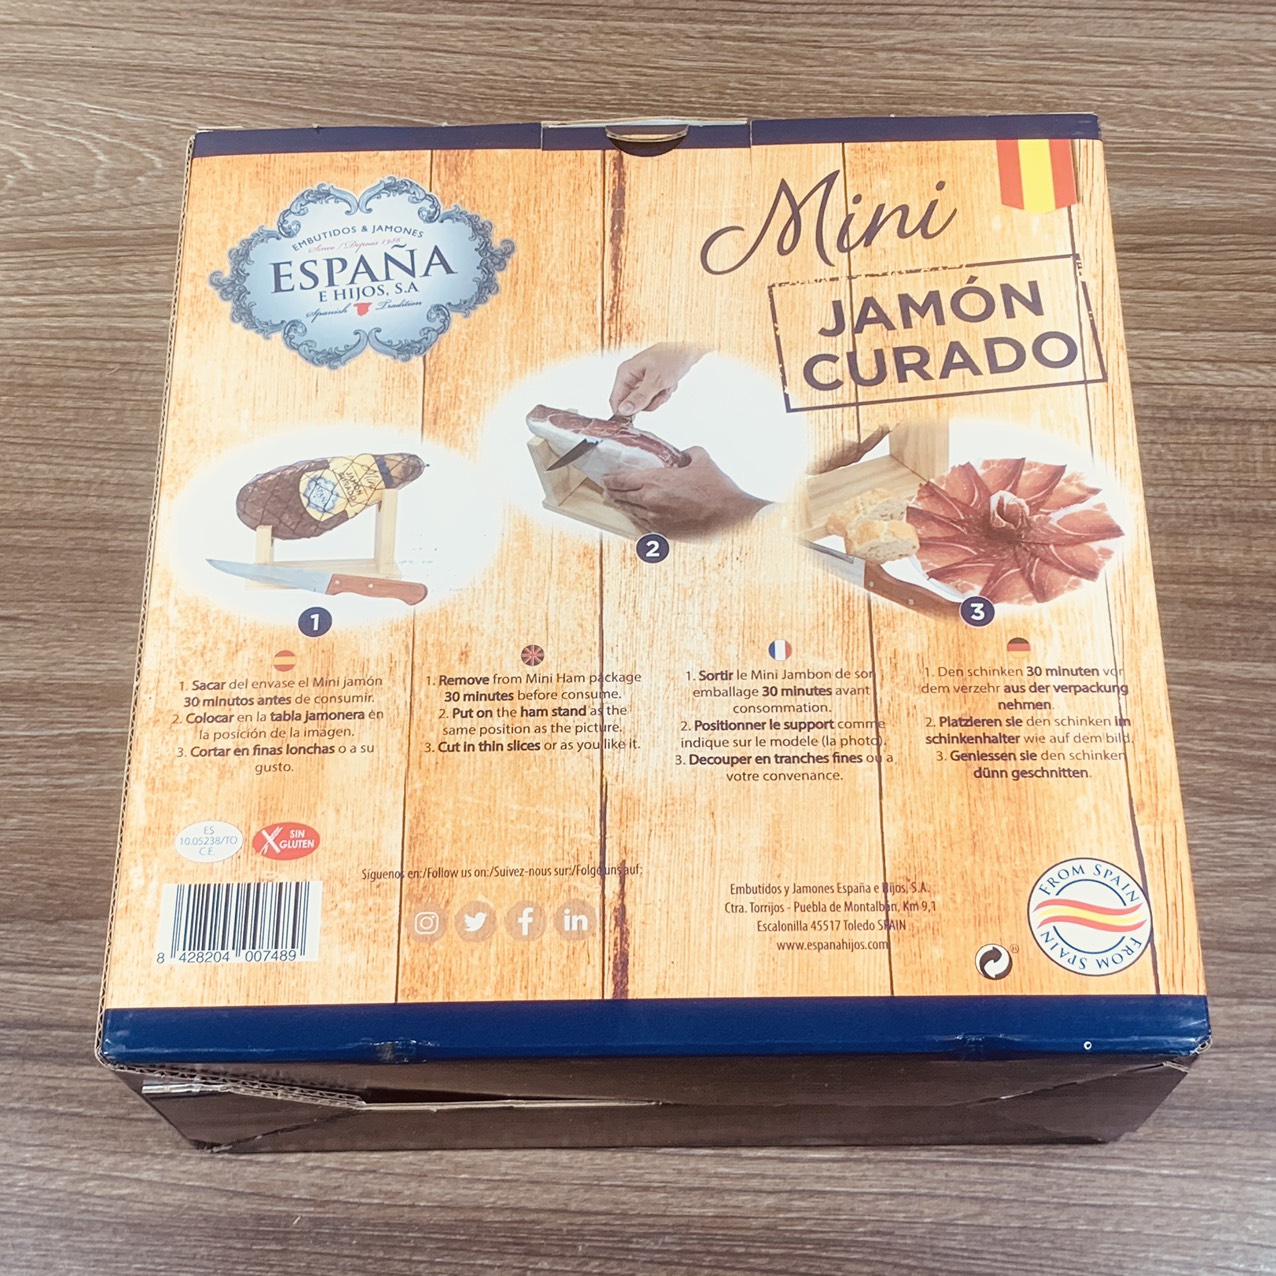 EMBUTIDOS & JAMONES
Since / Depuis 1986
ESPAÑA
E HIJOS, S.A
Spanish Tradition
Mini
JAMÓN
CURADO
JAMÓN
1
2
3
1. Sacar del envase el Mini jamón
30 minutos antes de consumir.
2. Colocar en la tabla jamonera en
la posición de la imagen.
3. Cortar en finas lonchas o a su
gusto.
1. Remove from Mini Ham package
30 minutes before consume.
2. Put on the ham stand as the
same position as the picture.
3. Cut in thin slices or as you like it.
1. Sortir le Mini Jambon de son
emballage 30 minutes avant
consommation.
2. Positionner le support comme
indique sur le modele (la photo).
3. Decouper en tranches fines ou a
votre convenance.
1. Den schinken 30 minuten vor
dem verzehr aus der verpackung
nehmen.
2. Platzieren sie den schinken im
schinkenhalter wie auf dem bild.
3. Geniessen sie den schinken
dünn geschnitten.
ES
10.05238/TO
C.E.
SIN
GLUTEN
Síguenos en:/Follow us on:/Suivez-nous sur:/Folge uns auf:
8 428204 007489
Embutidos y Jamones España e Hijos, S.A.
Ctra. Torrijos - Puebla de Montalbán, Km 9,1
Escalonilla 45517 Toledo SPAIN
www.espanahijos.com
FROM SPAIN
FROM SPAIN